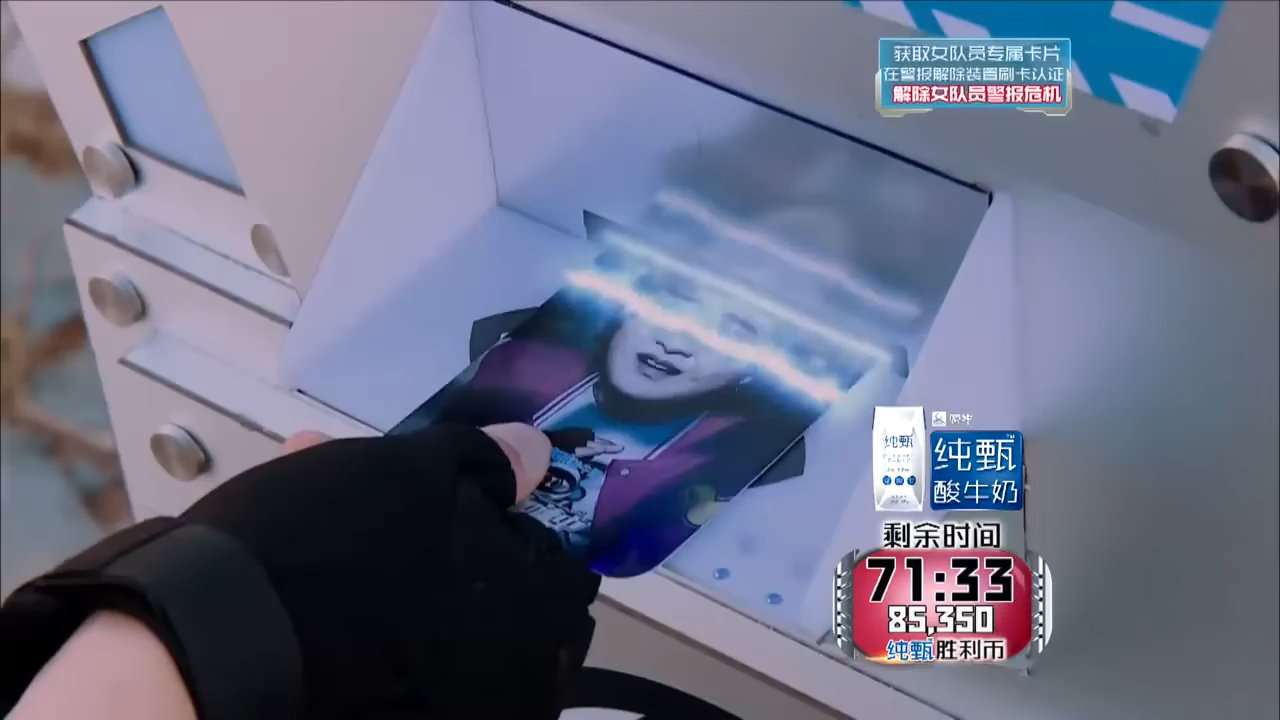 获取女队员专属卡片
在警报解除装置刷卡认证
解除女队员警报危机
纯甄
纯甄™
酸牛奶
剩余时间
71:33
85,350
纯甄胜利币